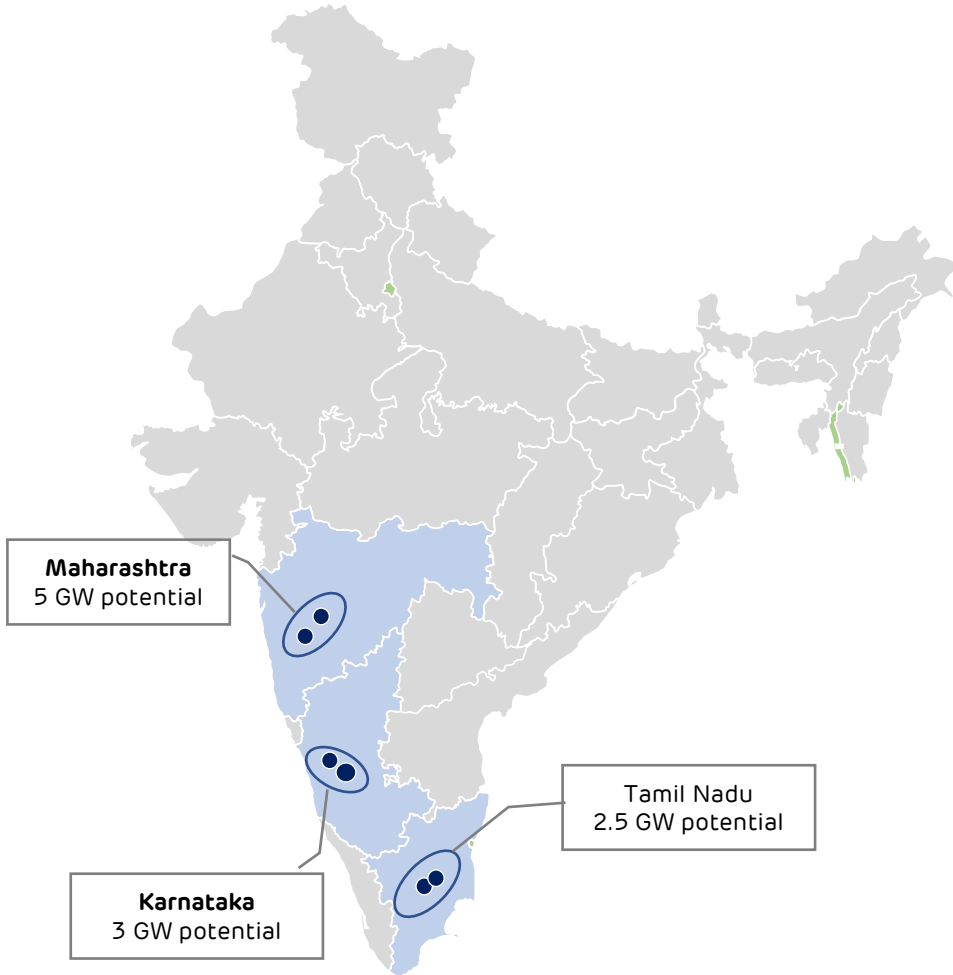 Maharashtra
5 GW potential
Tamil Nadu
2.5 GW potential
Karnataka
3 GW potential